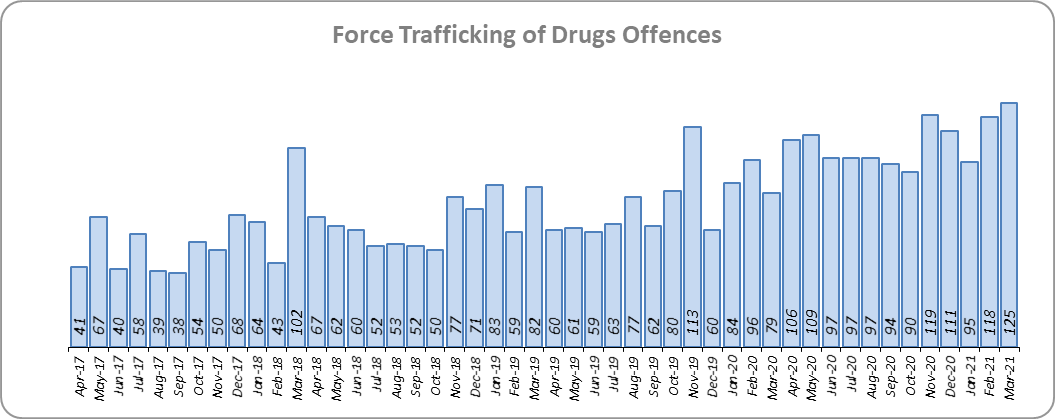 Force Trafficking of Drugs Offences
41 67 40 58 39 38 54 50 68 64 43 102 67 62 60 52 53 52 50 77 71 83 59 82 60 61 59 63 77 62 80 113 60 84 96 79 106 109 97 97 97 94 90 119 111 95 118 125
Apr-17 May-17 Jun-17 Jul-17 Aug-17 Sep-17 Oct-17 Nov-17 Dec-17 Jan-18 Feb-18 Mar-18 Apr-18 May-18 Jun-18 Jul-18 Aug-18 Sep-18 Oct-18 Nov-18 Dec-18 Jan-19 Feb-19 Mar-19 Apr-19 May-19 Jun-19 Jul-19 Aug-19 Sep-19 Oct-19 Nov-19 Dec-19 Jan-20 Feb-20 Mar-20 Apr-20 May-20 Jun-20 Jul-20 Aug-20 Sep-20 Oct-20 Nov-20 Dec-20 Jan-21 Feb-21 Mar-21